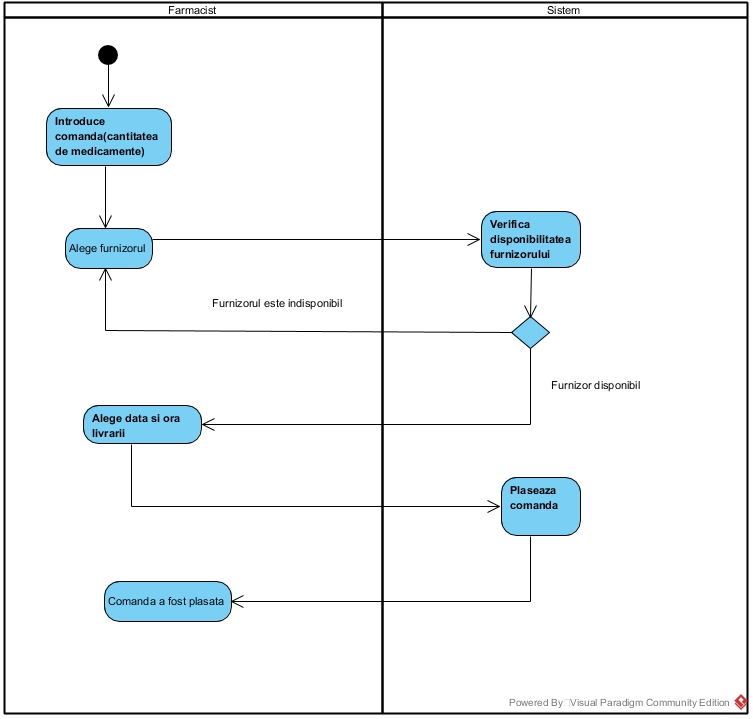 Farmacist
Sistem
Introduce
comanda(cantitatea
de medicamente)
Alege furnizorul
Verifica
disponibilitatea
furnizorului
Furnizorul este indisponibil
Furnizor disponibil
Alege data si ora
livrarii
Plaseaza
comanda
Comanda a fost plasata
Powered By Visual Paradigm Community Edition